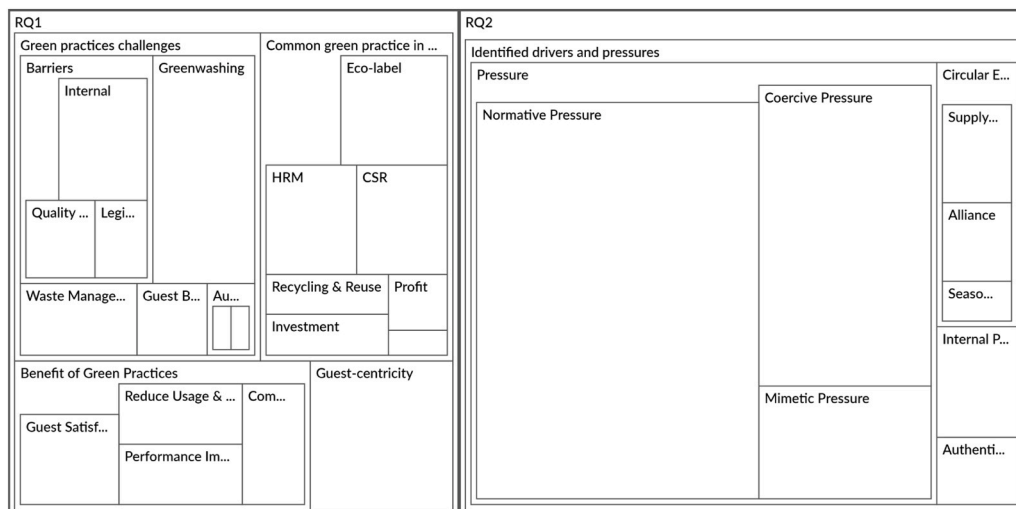 RQ1
Green practices challenges
Barriers
Internal
Quality ...
Legi...
Greenwashing
Waste Manage...
Guest B...
Au...
Common green practice in ...
Eco-label
HRM
CSR
Recycling & Reuse
Profit
Investment
Benefit of Green Practices
Reduce Usage & ...
Com...
Guest Satisf...
Performance Im...
Guest-centricity
RQ2
Identified drivers and pressures
Pressure
Normative Pressure
Coercive Pressure
Mimetic Pressure
Circular E...
Supply...
Alliance
Seaso...
Internal P...
Authenti...